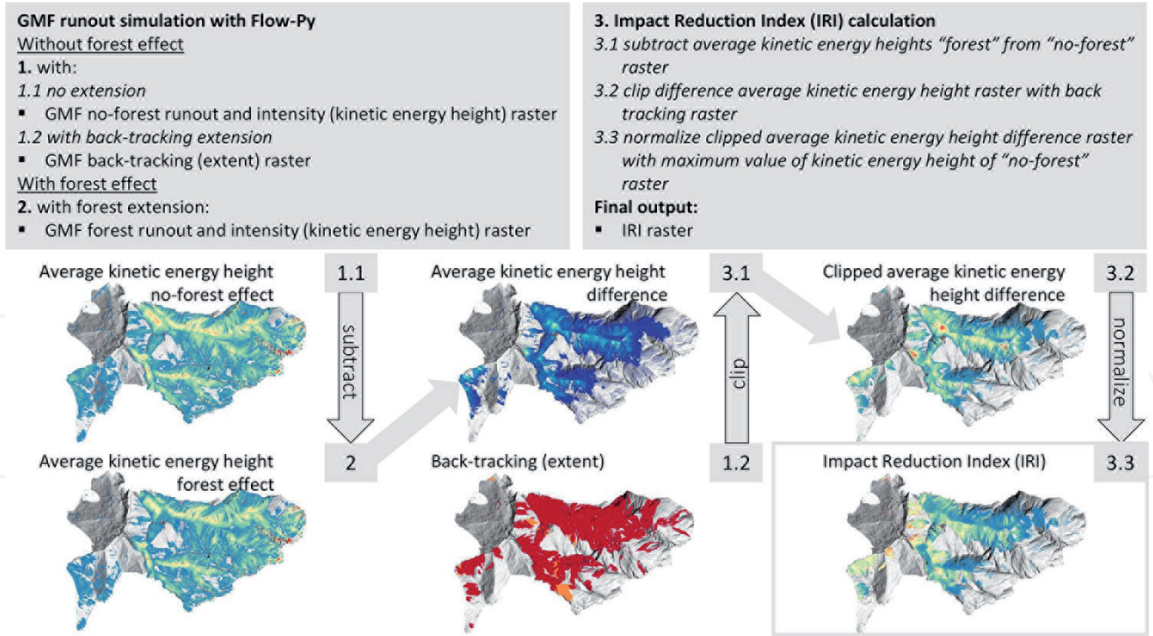 GMF runout simulation with Flow-Py
Without forest effect
1. with:
1.1 no extension
▪ GMF no-forest runout and intensity (kinetic energy height) raster
1.2 with back-tracking extension
▪ GMF back-tracking (extent) raster
With forest effect
2. with forest extension:
▪ GMF forest runout and intensity (kinetic energy height) raster
3. Impact Reduction Index (IRI) calculation
3.1 subtract average kinetic energy heights “forest” from “no-forest”
raster
3.2 clip difference average kinetic energy height raster with back
tracking raster
3.3 normalize clipped average kinetic energy height difference raster
with maximum value of kinetic energy height of “no-forest”
raster
Final output:
▪ IRI raster
Average kinetic energy height
no-forest effect
1.1
subtract
2
Average kinetic energy height
forest effect
Average kinetic energy height
difference
3.1
clip
1.2
Back-tracking (extent)
Clipped average kinetic energy
height difference
3.2
normalize
3.3
Impact Reduction Index (IRI)